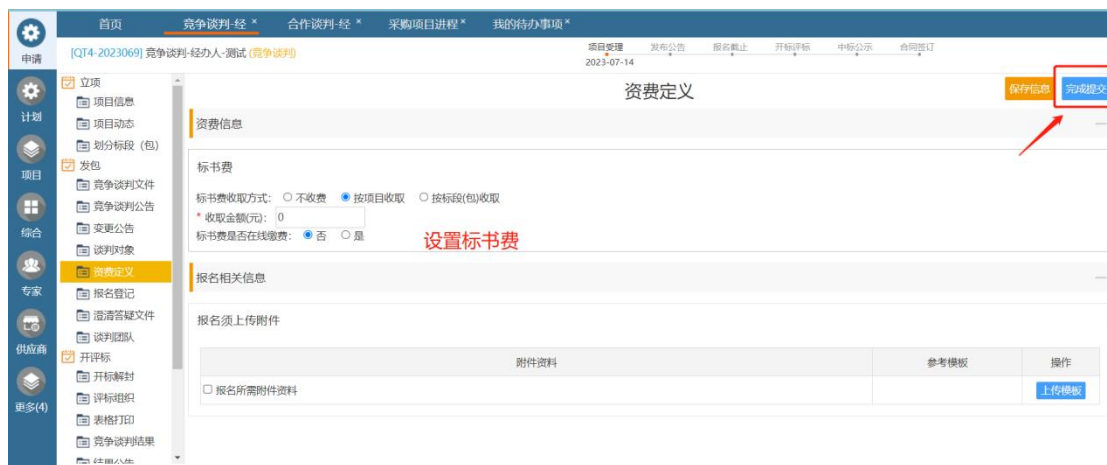 首页 竞争谈判-经 × 合作谈判-经 × 采购项目进程 × 我的待办事项 ×
申请
计划
项目
综合
专家
供应商
更多(4)
[QT4-2023069] 竞争谈判-经办人-测试 (竞争谈判)
项目受理 发布公告 报名截止 开标评标 中标公示 合同签订
2023-07-14
立项
项目信息
项目动态
划分标段（包）
发包
竞争谈判文件
竞争谈判公告
变更公告
谈判对象
资费定义
报名登记
澄清答疑文件
谈判团队
开评标
开标解封
评标组织
表格打印
竞争谈判结果
结果公告
资费定义
保存信息 完成提交
资费信息
标书费
标书费收取方式： 不收费 按项目收取 按标段(包)收取
* 收取金额(元)： 0
标书费是否在线缴费： 否 是
设置标书费
报名相关信息
报名须上传附件
附件资料 参考模板 操作
报名所需附件资料 上传模板